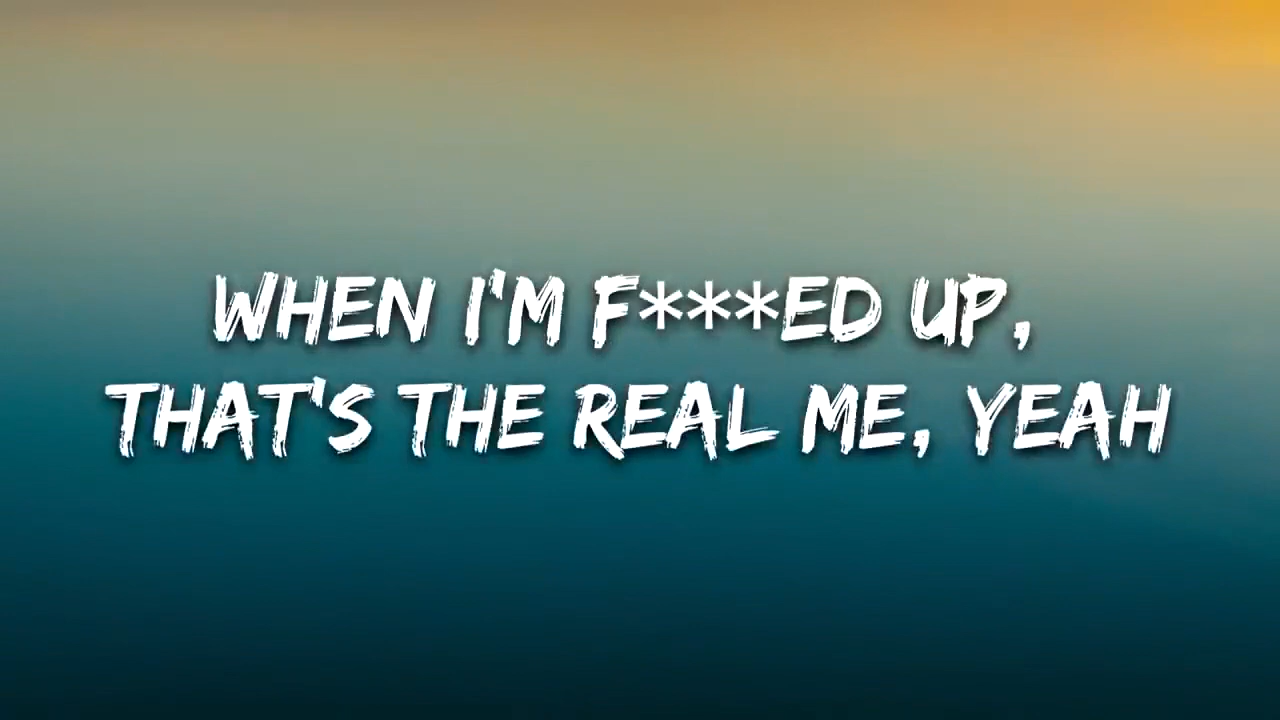 WHEN I'M F***ED UP,
THAT'S THE REAL ME, YEAH